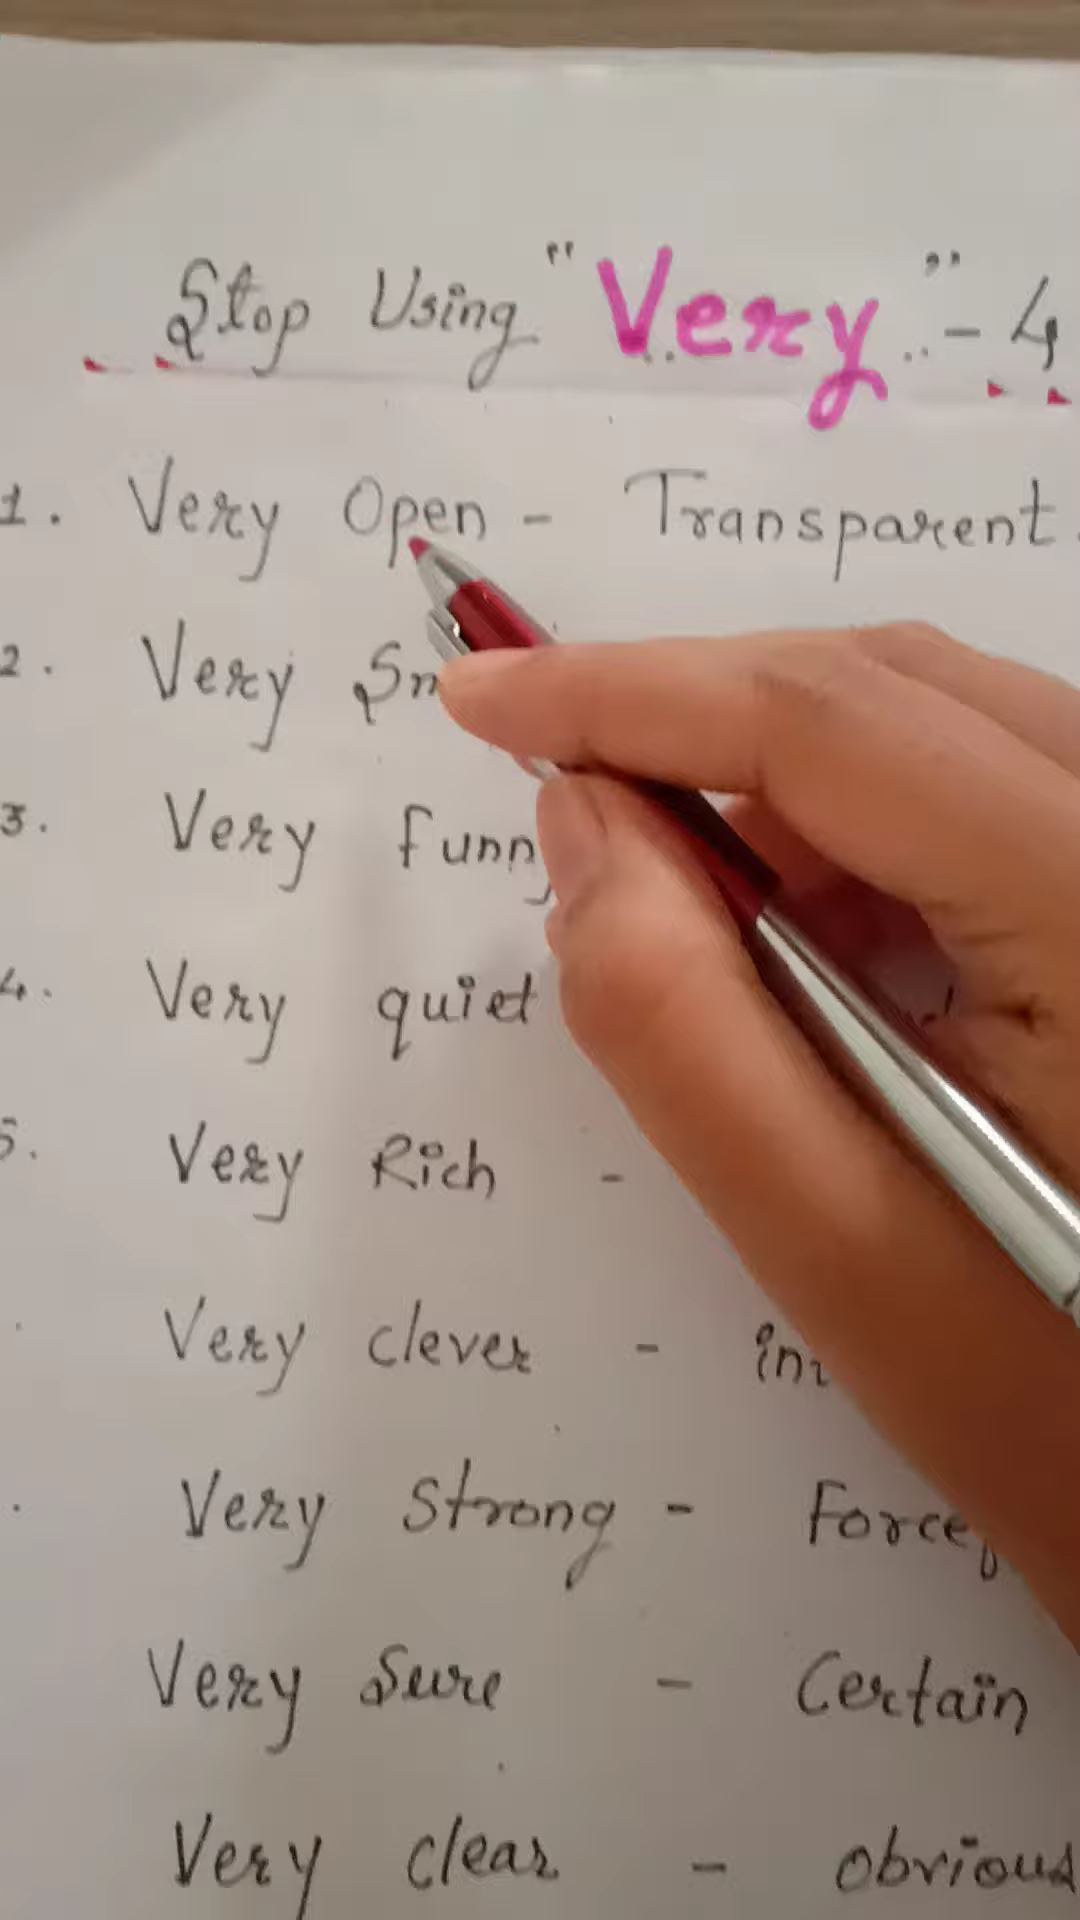 Stop Using "Very" - 4
1. Very Open - Transparent.
2. Very
3. Very funny
4. Very quiet
5. Very Rich -
Very clever -
Very Strong -
Very Sure - Certain
Very clear - obvious